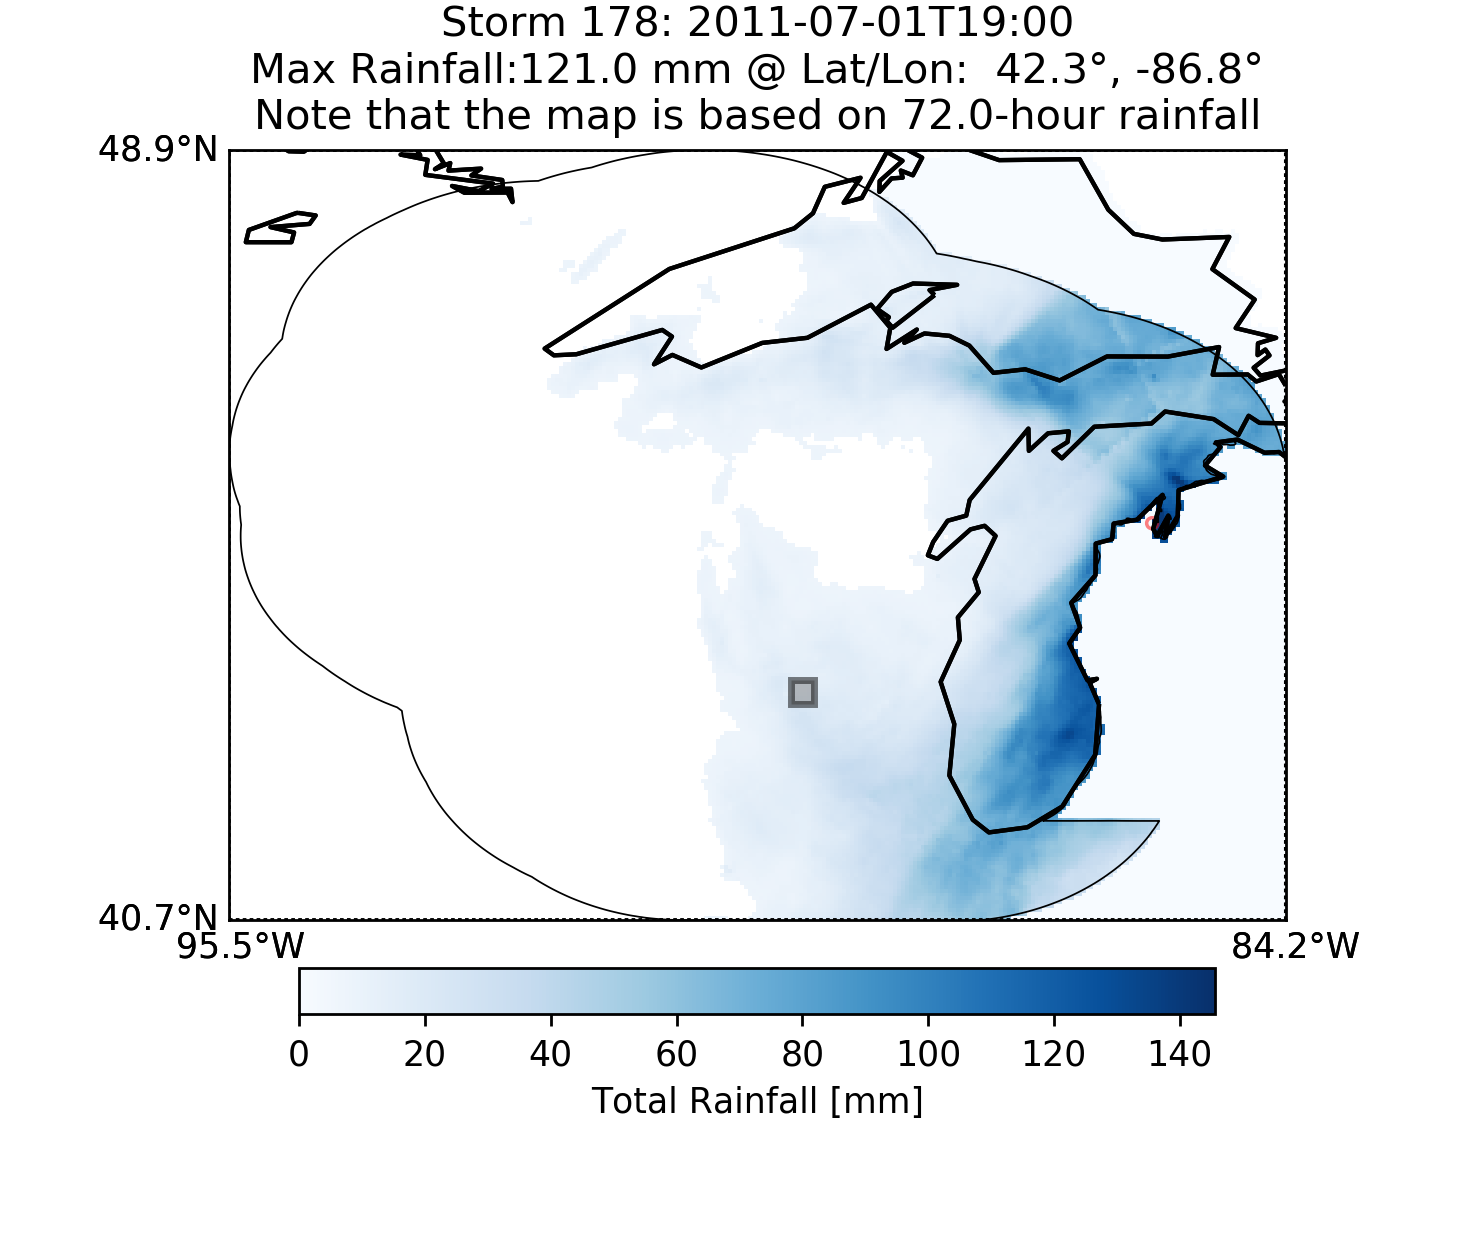 Storm 178: 2011-07-01T19:00
Max Rainfall:121.0 mm @ Lat/Lon:  42.3°, -86.8°
Note that the map is based on 72.0-hour rainfall
48.9°N
40.7°N
95.5°W 84.2°W
0 20 40 60 80 100 120 140
Total Rainfall [mm]